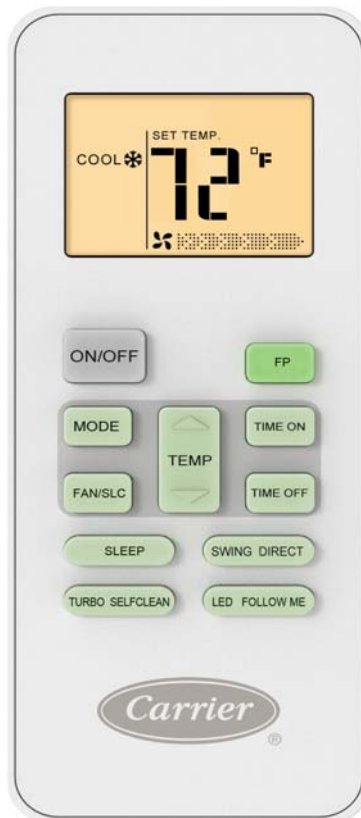 SET TEMP.
COOL 72 °F
ON/OFF
FP
MODE
TEMP
TIME ON
FAN/SLC
TIME OFF
SLEEP
SWING DIRECT
TURBO SELFCLEAN
LED FOLLOW ME
Carrier
®